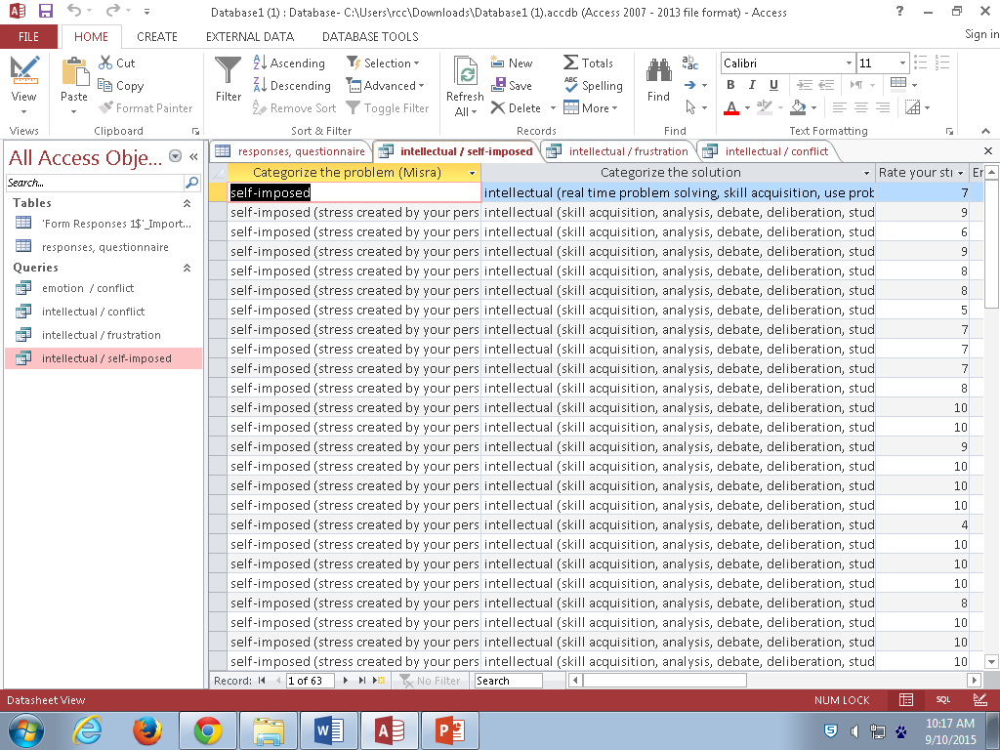 Database1 (1) : Database- C:\Users\rcc\Downloads\Database1 (1).accdb (Access 2007 - 2013 file format) - Access
FILE HOME CREATE EXTERNAL DATA DATABASE TOOLS Sign in
Cut Ascending Selection New Totals Calibri 11
View Paste Copy Filter Descending Advanced Refresh All Save Spelling Find
Format Painter Remove Sort Toggle Filter Delete More
Views Clipboard Sort & Filter Records Find Text Formatting
All Access Obje...
Search...
Tables
'Form Responses 1$'_Import...
responses, questionnaire
Queries
emotion / conflict
intellectual / conflict
intellectual / frustration
intellectual / self-imposed
responses, questionnaire intellectual / self-imposed intellectual / frustration intellectual / conflict
Categorize the problem (Misra) Categorize the solution Rate your str Er
self-imposed intellectual (real time problem solving, skill acquisition, use prob 7
self-imposed (stress created by your pers intellectual (skill acquisition, analysis, debate, deliberation, stud 9
self-imposed (stress created by your pers intellectual (skill acquisition, analysis, debate, deliberation, stud 6
self-imposed (stress created by your pers intellectual (skill acquisition, analysis, debate, deliberation, stud 9
self-imposed (stress created by your pers intellectual (skill acquisition, analysis, debate, deliberation, stud 8
self-imposed (stress created by your pers intellectual (skill acquisition, analysis, debate, deliberation, stud 8
self-imposed (stress created by your pers intellectual (skill acquisition, analysis, debate, deliberation, stud 5
self-imposed (stress created by your pers intellectual (skill acquisition, analysis, debate, deliberation, stud 7
self-imposed (stress created by your pers intellectual (skill acquisition, analysis, debate, deliberation, stud 7
self-imposed (stress created by your pers intellectual (skill acquisition, analysis, debate, deliberation, stud 7
self-imposed (stress created by your pers intellectual (skill acquisition, analysis, debate, deliberation, stud 8
self-imposed (stress created by your pers intellectual (skill acquisition, analysis, debate, deliberation, stud 10
self-imposed (stress created by your pers intellectual (skill acquisition, analysis, debate, deliberation, stud 10
self-imposed (stress created by your pers intellectual (skill acquisition, analysis, debate, deliberation, stud 9
self-imposed (stress created by your pers intellectual (skill acquisition, analysis, debate, deliberation, stud 10
self-imposed (stress created by your pers intellectual (skill acquisition, analysis, debate, deliberation, stud 10
self-imposed (stress created by your pers intellectual (skill acquisition, analysis, debate, deliberation, stud 10
self-imposed (stress created by your pers intellectual (skill acquisition, analysis, debate, deliberation, stud 4
self-imposed (stress created by your pers intellectual (skill acquisition, analysis, debate, deliberation, stud 10
self-imposed (stress created by your pers intellectual (skill acquisition, analysis, debate, deliberation, stud 10
self-imposed (stress created by your pers intellectual (skill acquisition, analysis, debate, deliberation, stud 10
self-imposed (stress created by your pers intellectual (skill acquisition, analysis, debate, deliberation, stud 8
self-imposed (stress created by your pers intellectual (skill acquisition, analysis, debate, deliberation, stud 10
self-imposed (stress created by your pers intellectual (skill acquisition, analysis, debate, deliberation, stud 10
self-imposed (stress created by your pers intellectual (skill acquisition, analysis, debate, deliberation, stud 10
Record: 1 of 63 No Filter Search
Datasheet View NUM LOCK SQL
10:17 AM
9/10/2015